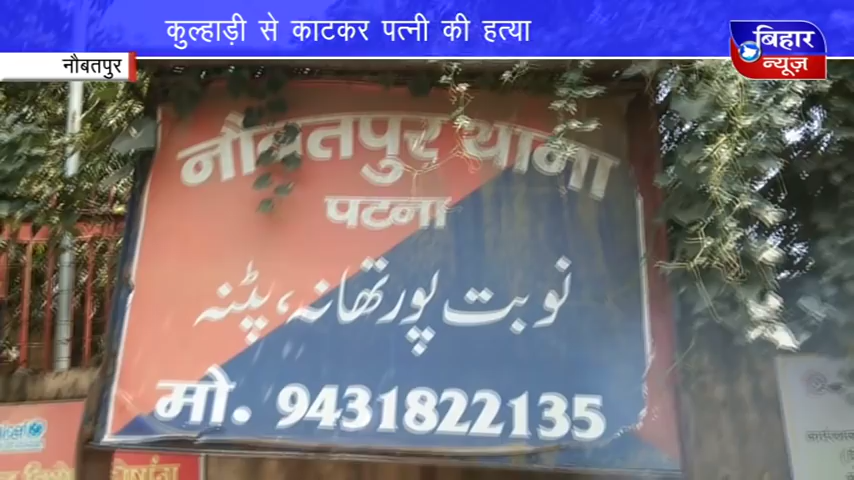 कुल्हाड़ी से काटकर पत्नी की हत्या
बिहार
न्यूज़
नौबतपुर
नौबतपुर थाना
पटना
نوبت پور تھانہ، پٹنہ
मो. 9431822135